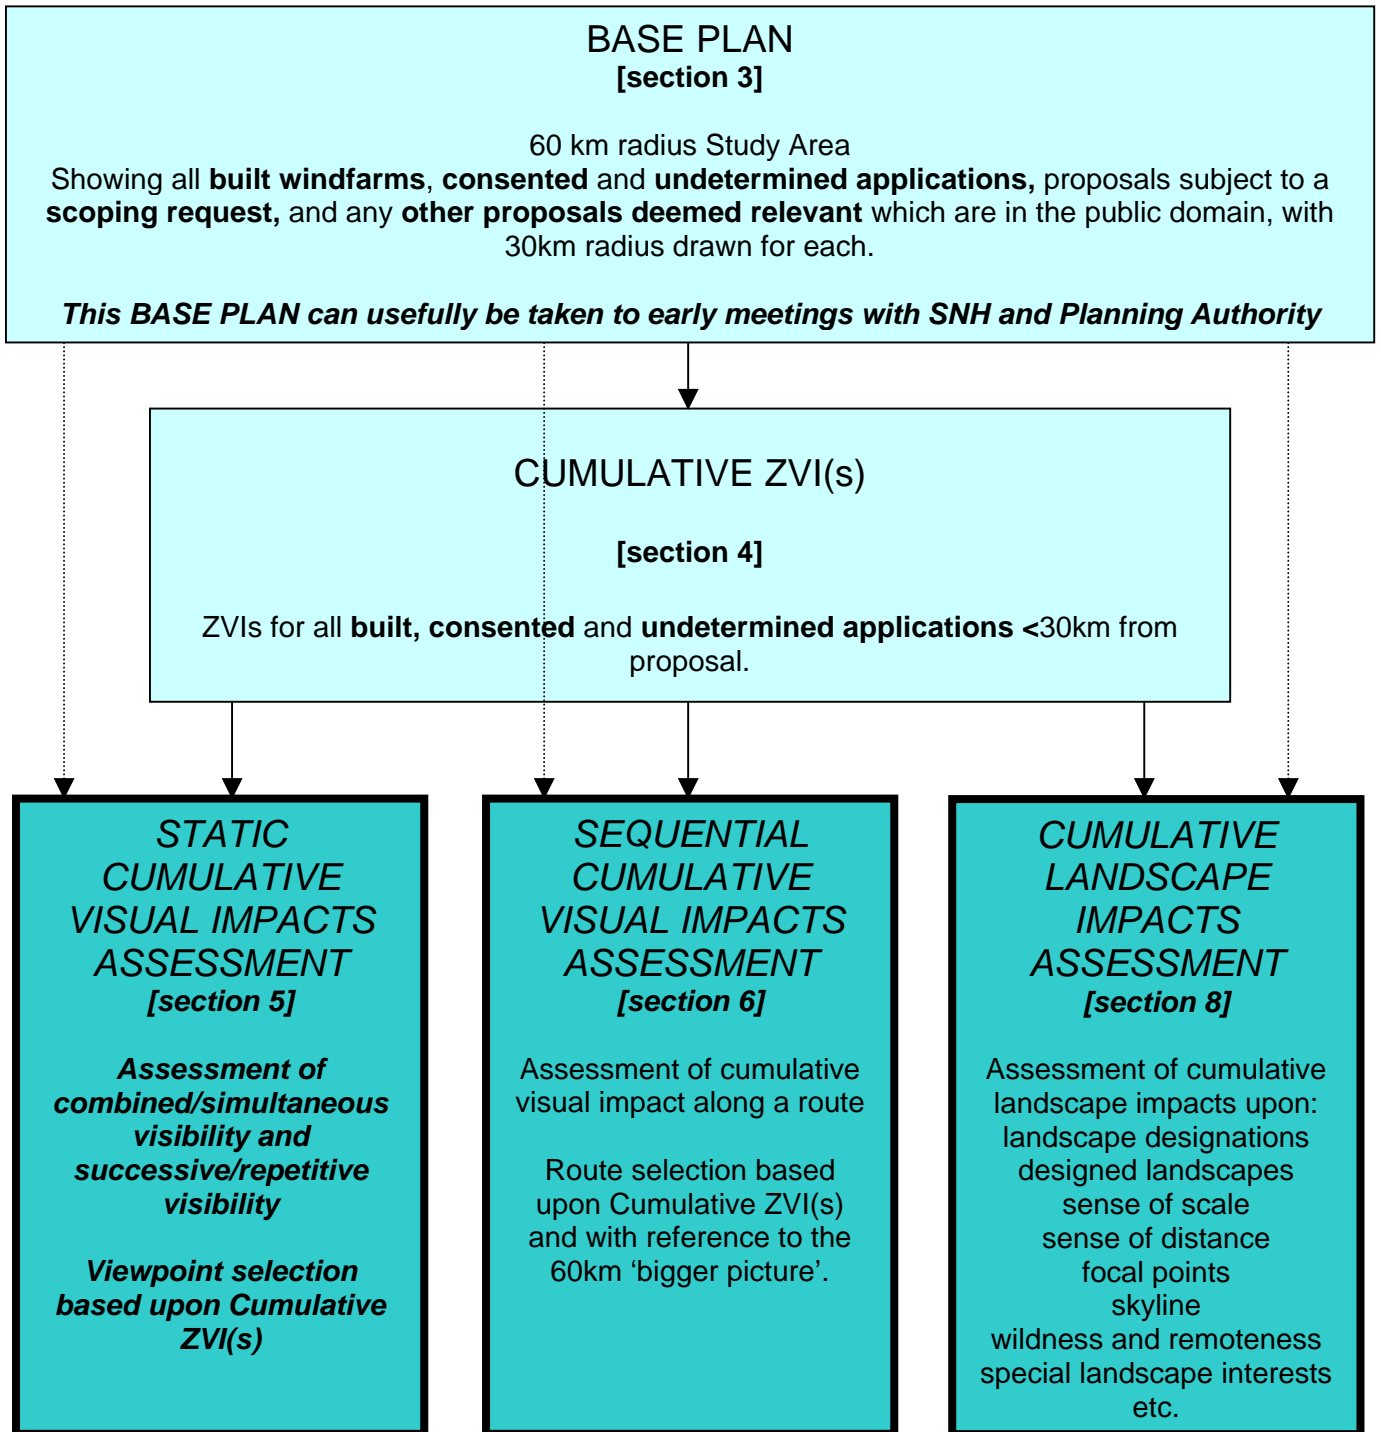 BASE PLAN
[section 3]
60 km radius Study Area
Showing all built windfarms, consented and undetermined applications, proposals subject to a
scoping request, and any other proposals deemed relevant which are in the public domain, with
30km radius drawn for each.
This BASE PLAN can usefully be taken to early meetings with SNH and Planning Authority
CUMULATIVE ZVI(s)
[section 4]
ZVIs for all built, consented and undetermined applications <30km from
proposal.
STATIC
CUMULATIVE
VISUAL IMPACTS
ASSESSMENT
[section 5]
Assessment of
combined/simultaneous
visibility and
successive/repetitive
visibility
Viewpoint selection
based upon Cumulative
ZVI(s)
SEQUENTIAL
CUMULATIVE
VISUAL IMPACTS
ASSESSMENT
[section 6]
Assessment of cumulative
visual impact along a route
Route selection based
upon Cumulative ZVI(s)
and with reference to the
60km ‘bigger picture’.
CUMULATIVE
LANDSCAPE
IMPACTS
ASSESSMENT
[section 8]
Assessment of cumulative
landscape impacts upon:
landscape designations
designed landscapes
sense of scale
sense of distance
focal points
skyline
wildness and remoteness
special landscape interests
etc.